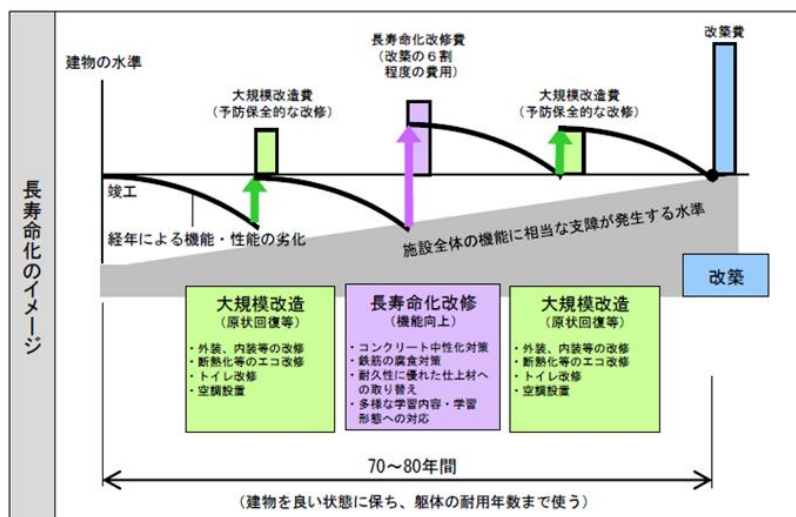 長寿命化のイメージ
建物の水準
大規模改造費
（予防保全的な改修）
長寿命化改修費
（改築の６割
程度の費用）
大規模改造費
（予防保全的な改修）
改築費
竣工
経年による機能・性能の劣化
施設全体の機能に相当な支障が発生する水準
大規模改造
（原状回復等）
・外装、内装等の改修
・断熱化等のエコ改修
・トイレ改修
・空調設置
長寿命化改修
（機能向上）
・コンクリート中性化対策
・鉄筋の腐食対策
・耐久性に優れた仕上材へ
の取り替え
・多様な学習内容・学習
形態への対応
大規模改造
（原状回復等）
・外装、内装等の改修
・断熱化等のエコ改修
・トイレ改修
・空調設置
改築
70～80年間
（建物を良い状態に保ち、躯体の耐用年数まで使う）